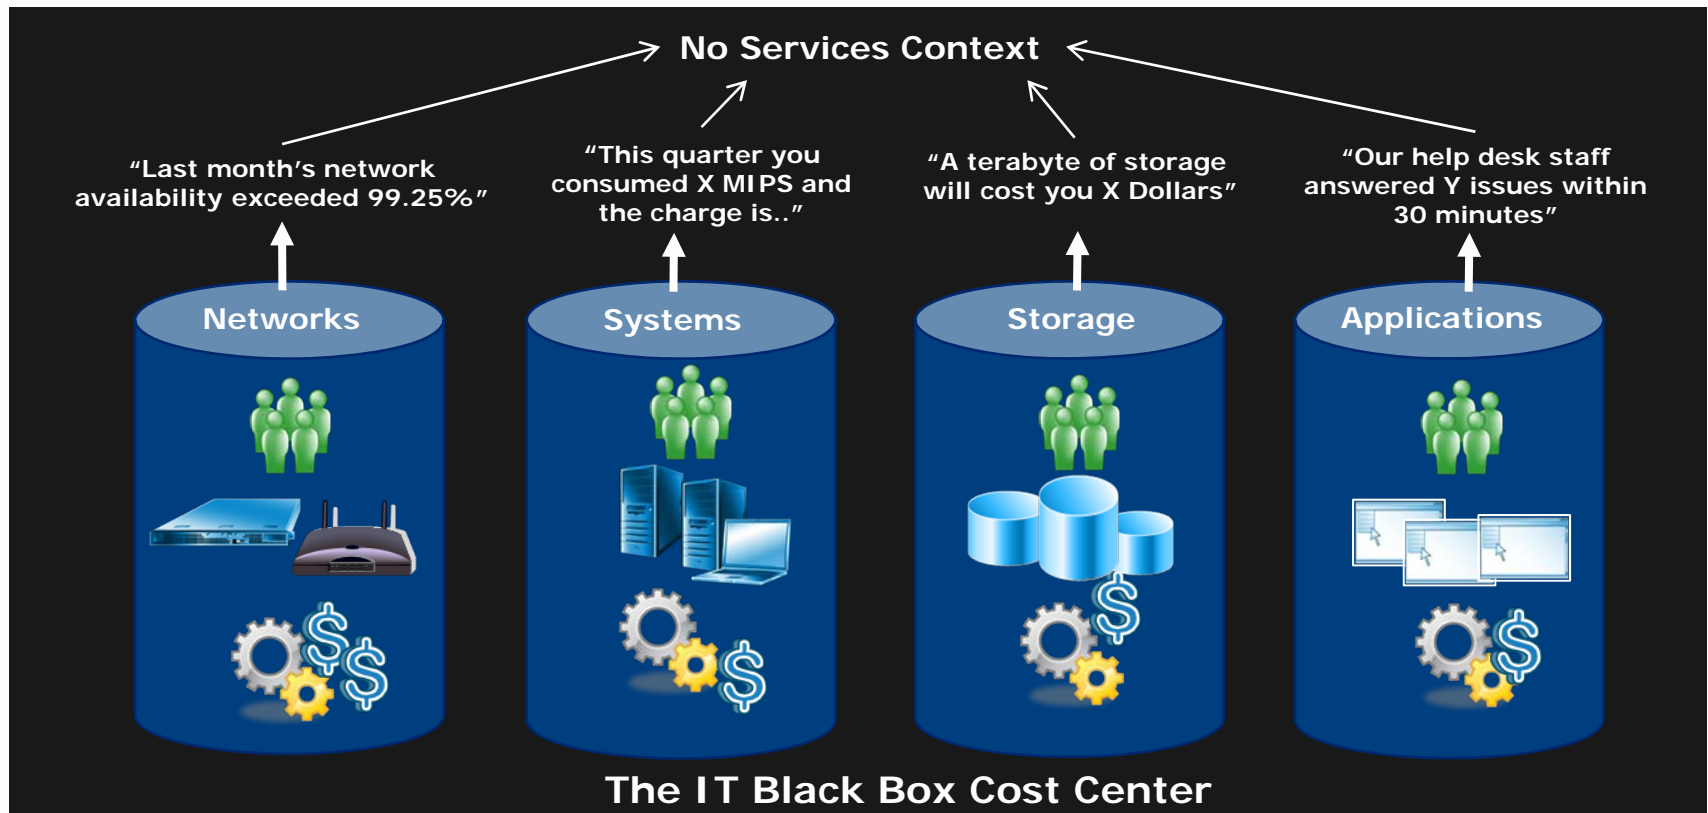 No Services Context
“Last month's network
availability exceeded 99.25%”
“This quarter you
consumed X MIPS and
the charge is..”
“A terabyte of storage
will cost you X Dollars”
“Our help desk staff
answered Y issues within
30 minutes”
Networks
Systems
Storage
Applications
$
$
$
$
$
The IT Black Box Cost Center